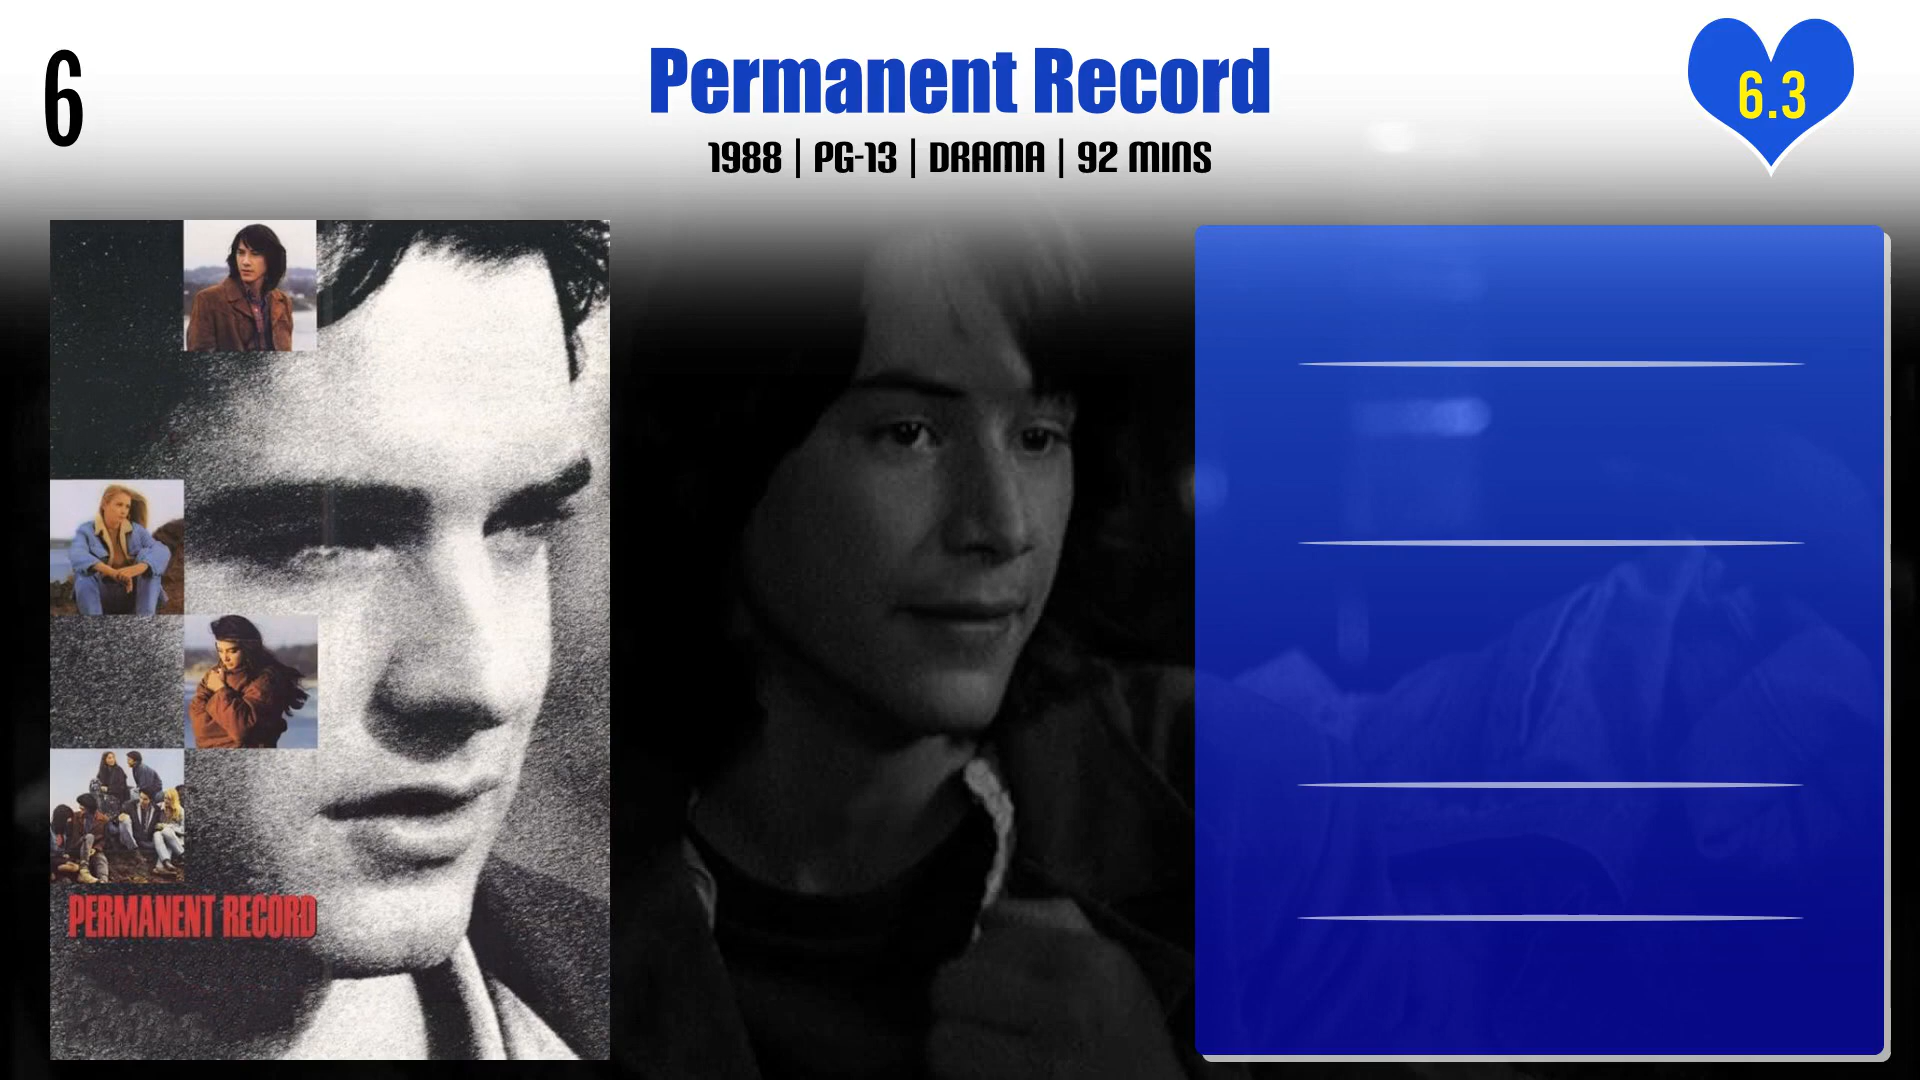 6
Permanent Record
6.3
1988 | PG-13 | DRAMA | 92 MINS
PERMANENT RECORD